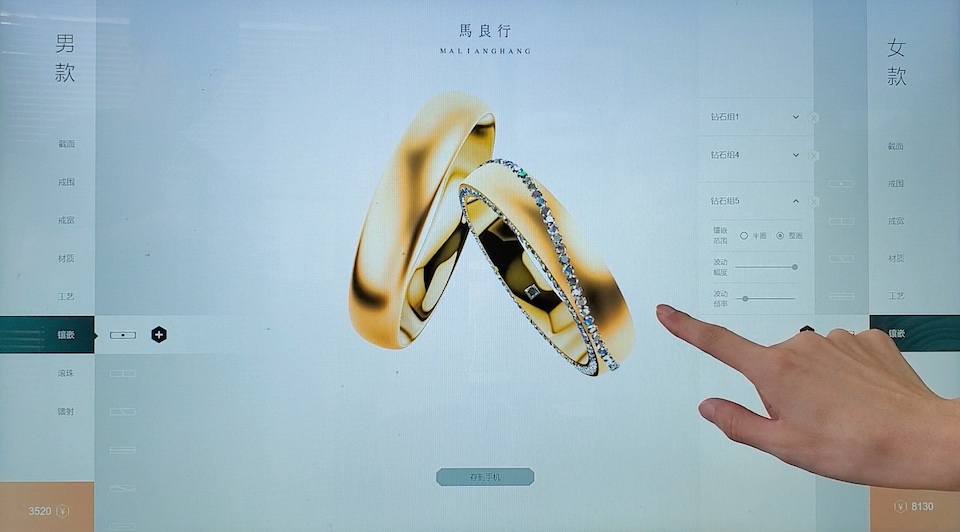 馬良行
MALIANGHANG
男款
截面
戒围
戒宽
材质
工艺
镶嵌
滚珠
镭射
3520 ¥
钻石组1
钻石组4
钻石组5
镶嵌范围
半圈
整圈
波动幅度
波动频率
存到手机
女款
截面
戒围
戒宽
材质
工艺
镶嵌
¥ 8130